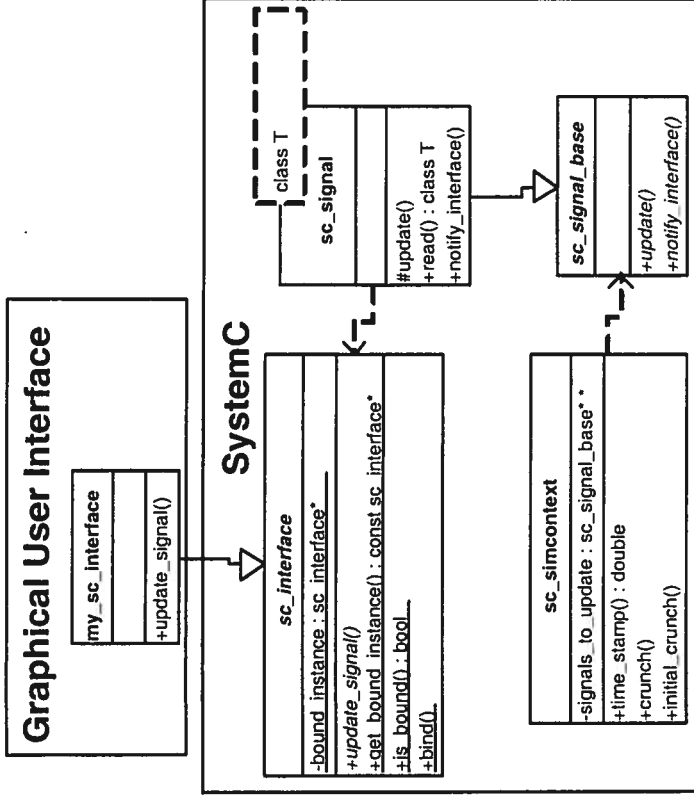 Graphical User Interface
my_sc_interface
+update_signal()
SystemC
sc_interface
-bound_instance : sc_interface*
+update_signal()
+get_bound_instance() : const sc_interface*
+is_bound() : bool
+bind()
class T
sc_signal
#update()
+read() : class T
+notify_interface()
sc_simcontext
-signals_to_update : sc_signal_base* *
+time_stamp() : double
+crunch()
+initial_crunch()
sc_signal_base
+update()
+notify_interface()